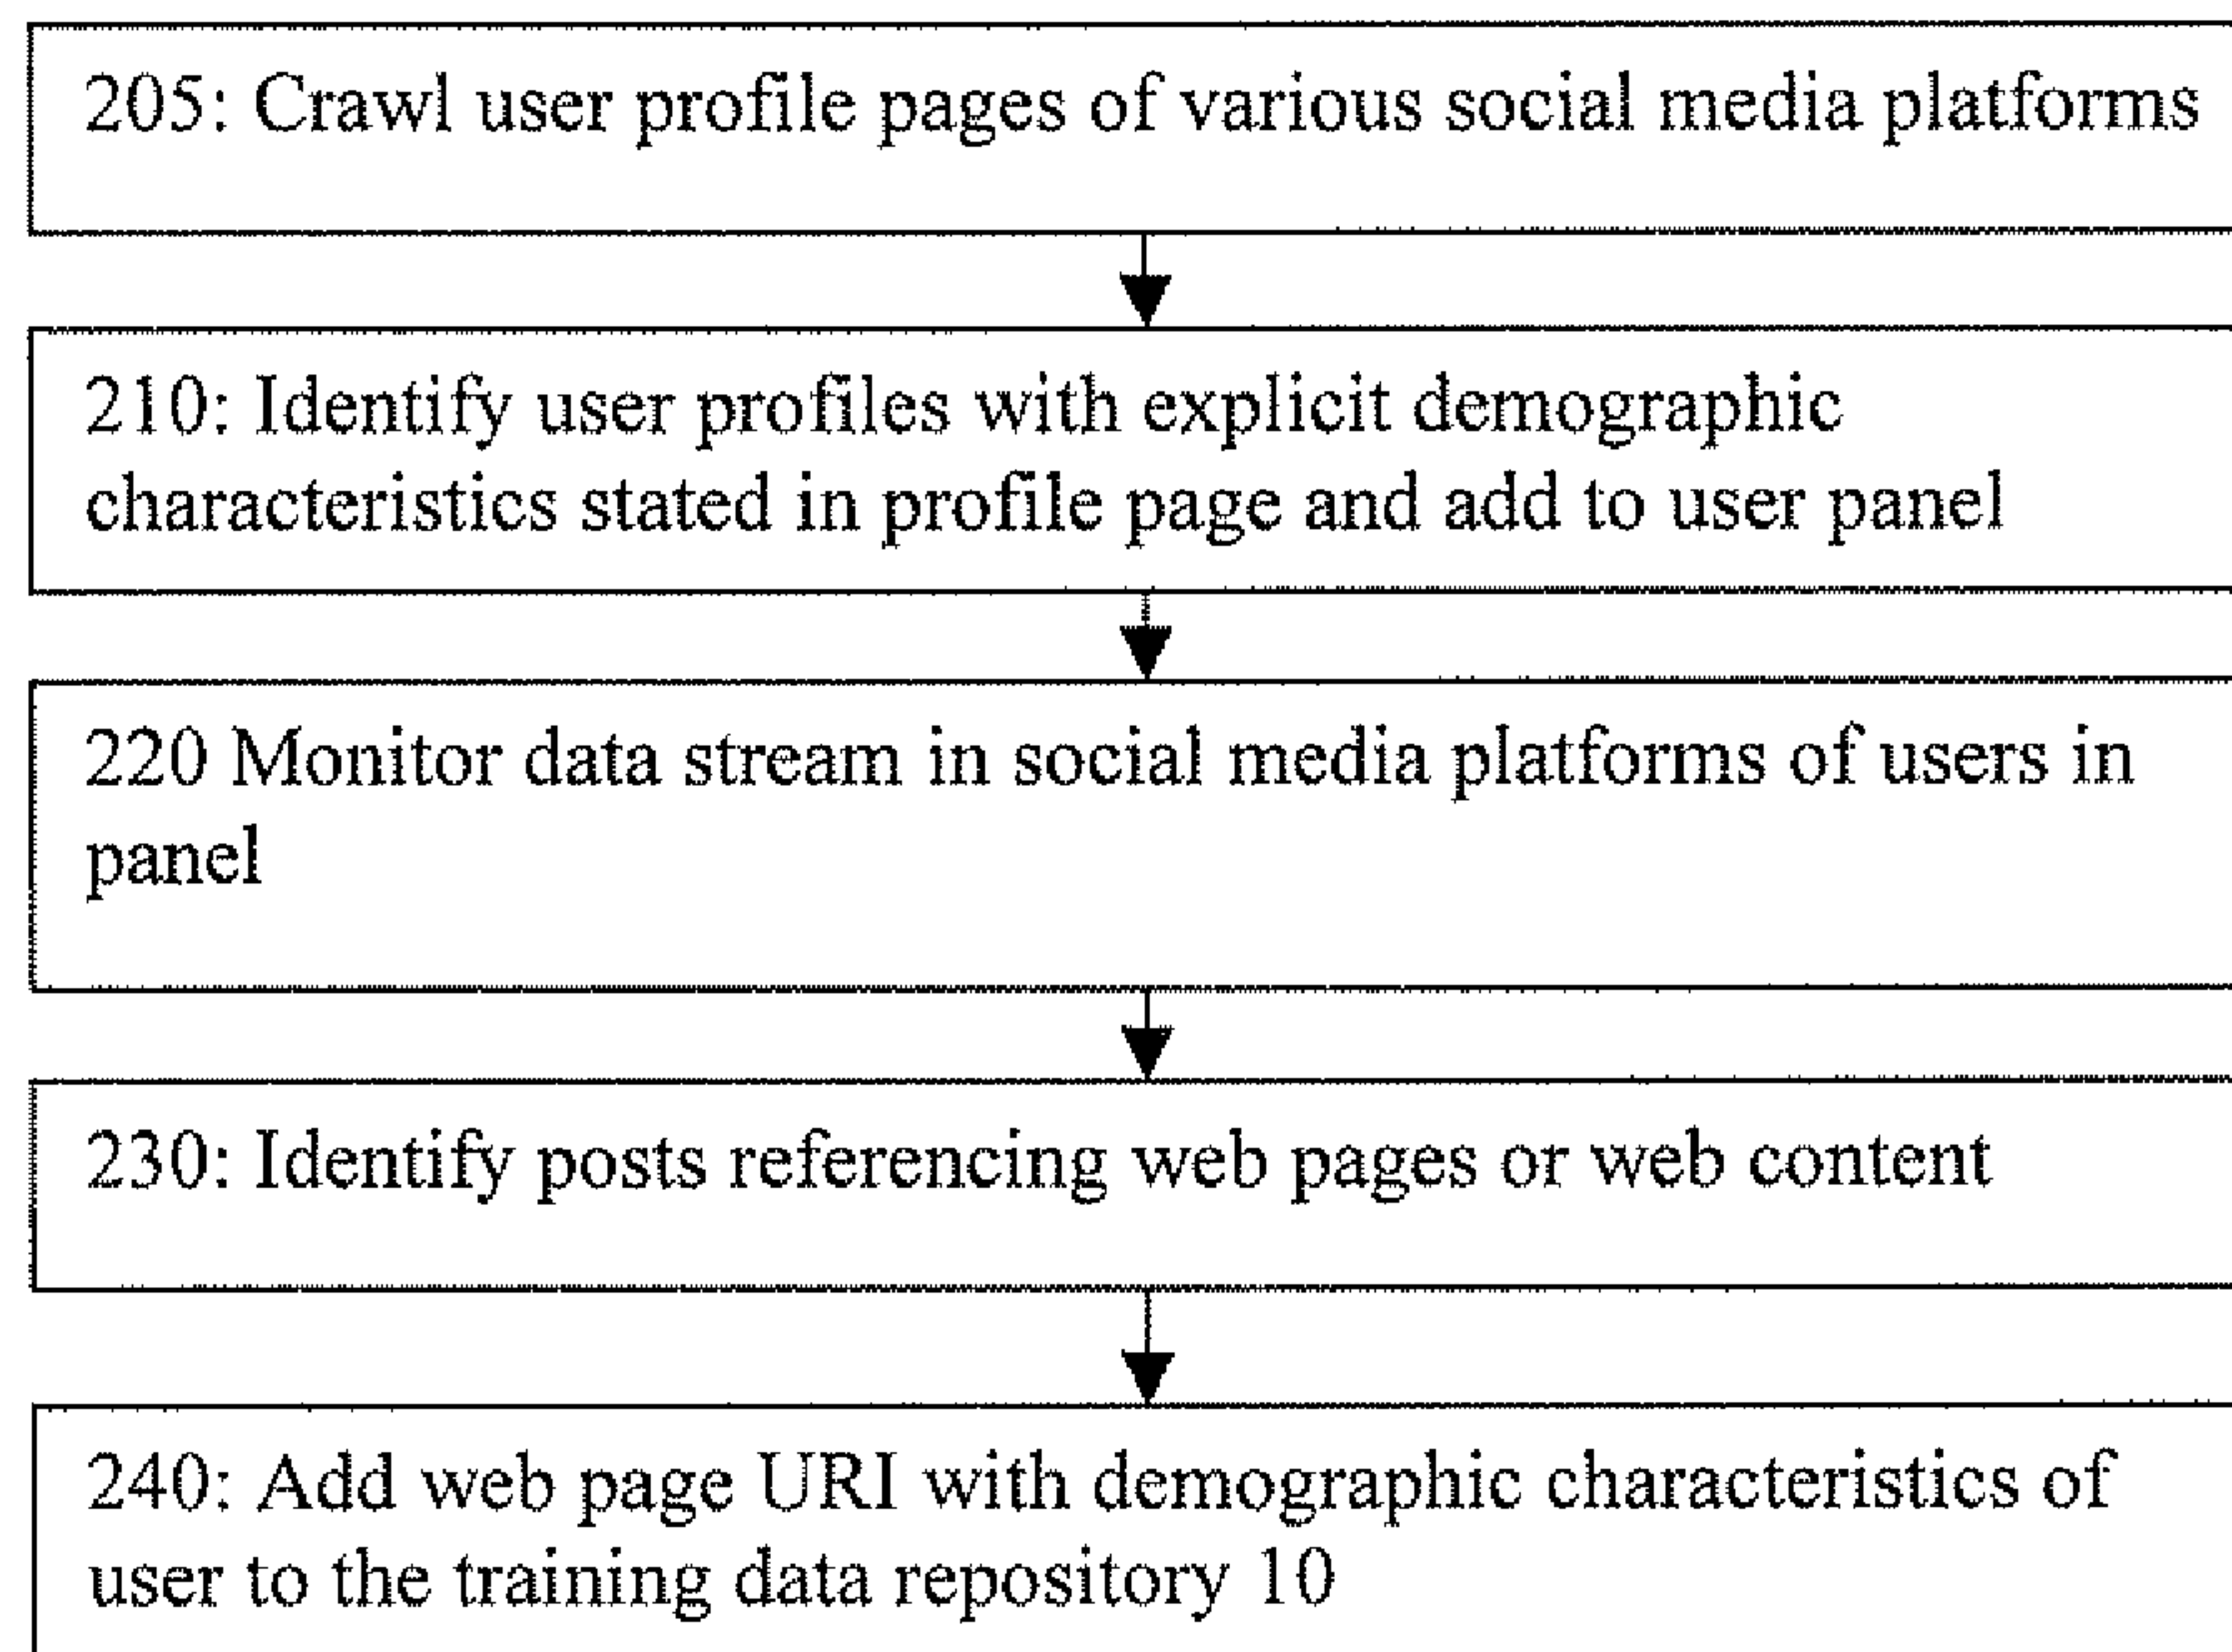 205: Crawl user profile pages of various social media platforms
210: Identify user profiles with explicit demographic
characteristics stated in profile page and add to user panel
220 Monitor data stream in social media platforms of users in
panel
230: Identify posts referencing web pages or web content
240: Add web page URI with demographic characteristics of
user to the training data repository 10